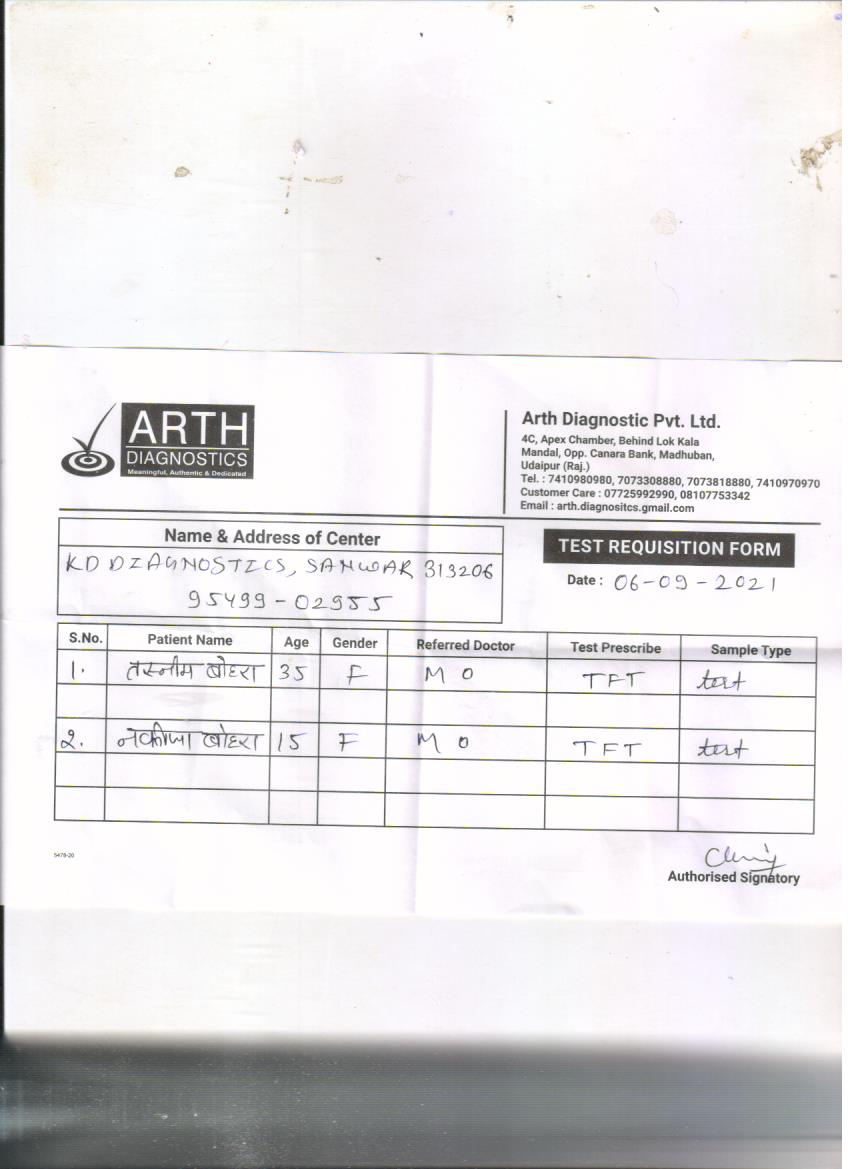 ARTH
DIAGNOSTICS
Meaningful, Authentic & Dedicated
Arth Diagnostic Pvt. Ltd.
4C, Apex Chamber, Behind Lok Kala
Mandal, Opp. Canara Bank, Madhuban,
Udaipur (Raj.)
Tel. : 7410980980, 7073308880, 7073818880, 7410970970
Customer Care : 07725992990, 08107753342
Email : arth.diagnositcs.gmail.com
Name & Address of Center
KD DIAGNOSTICS, SANWAR 313206
95499-02955
TEST REQUISITION FORM
Date : 06-09-2021
S.No. Patient Name Age Gender Referred Doctor Test Prescribe Sample Type
1. तस्नीम बोहरा 35 F M O TFT test
2. बोहरा 15 F M O TFT test
5478-20
Authorised Signatory